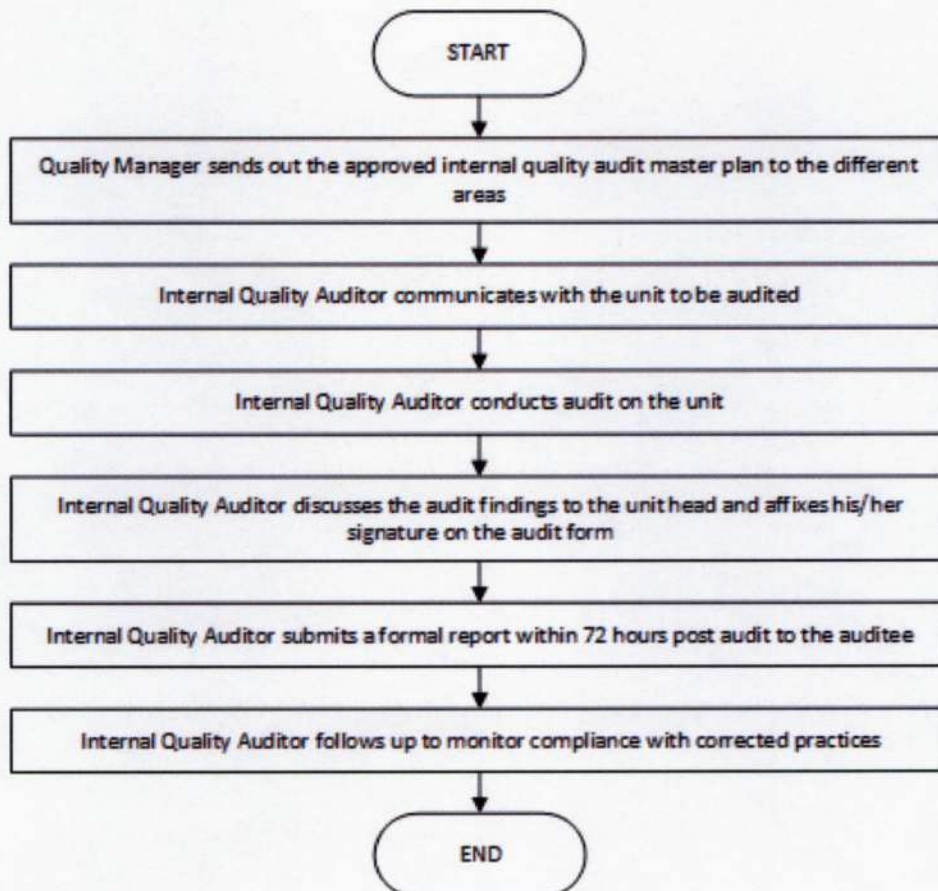 START
Quality Manager sends out the approved internal quality audit master plan to the different
areas
Internal Quality Auditor communicates with the unit to be audited
Internal Quality Auditor conducts audit on the unit
Internal Quality Auditor discusses the audit findings to the unit head and affixes his/her
signature on the audit form
Internal Quality Auditor submits a formal report within 72 hours post audit to the auditee
Internal Quality Auditor follows up to monitor compliance with corrected practices
END